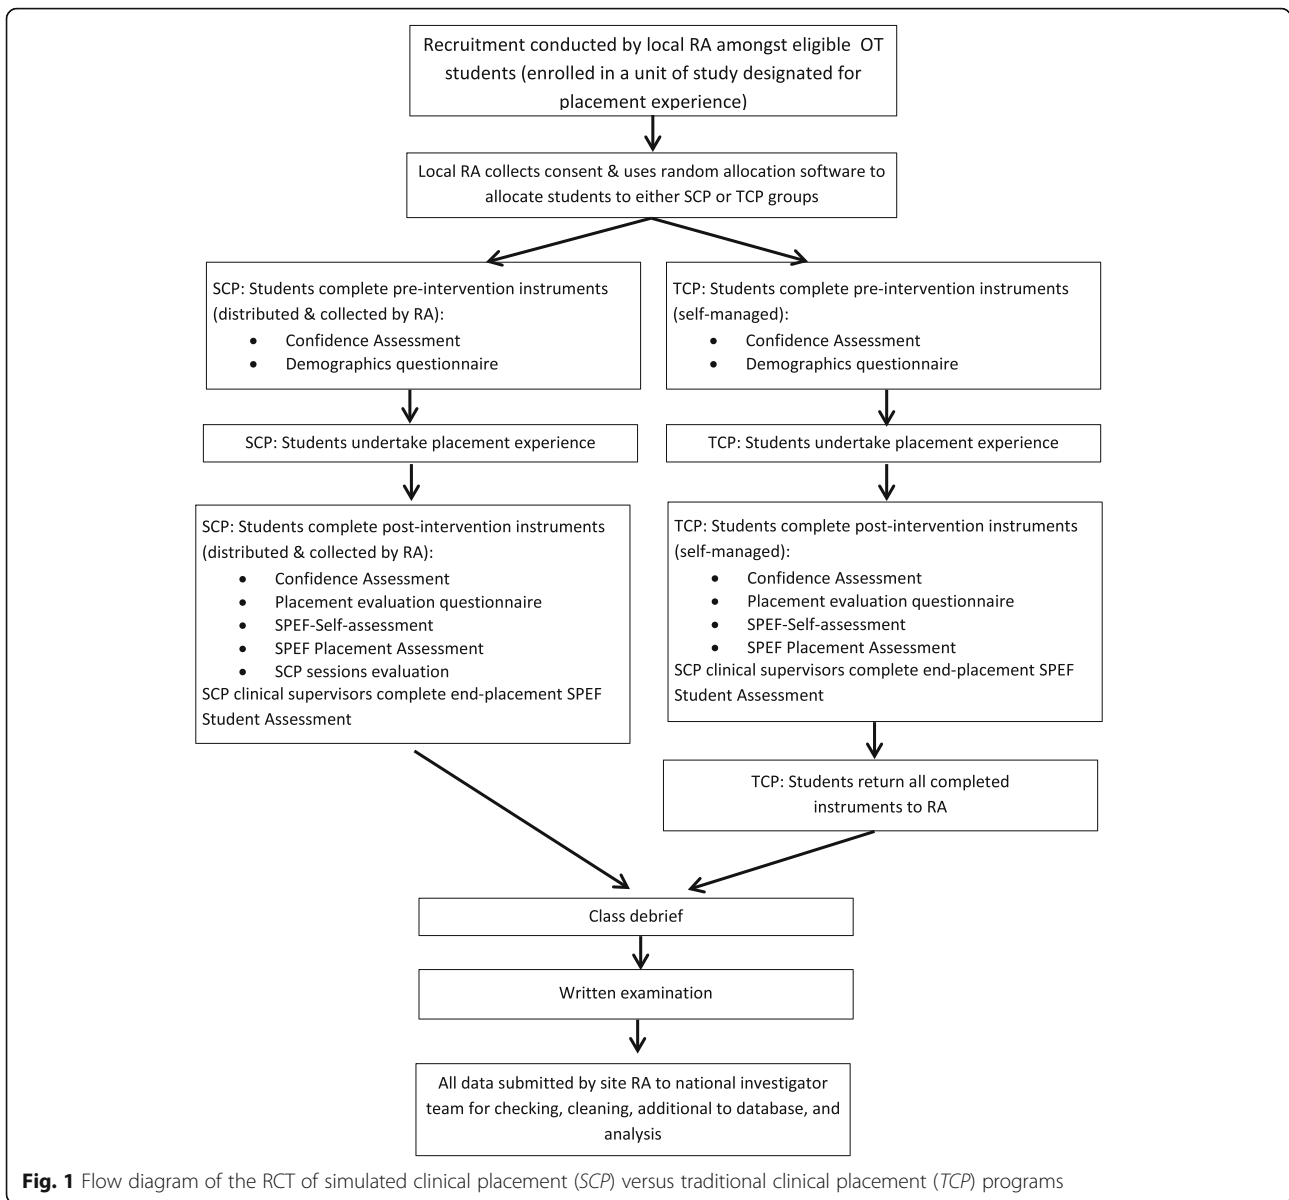 Recruitment conducted by local RA amongst eligible OT
students (enrolled in a unit of study designated for
placement experience)
Local RA collects consent & uses random allocation software to
allocate students to either SCP or TCP groups
SCP: Students complete pre-intervention instruments
(distributed & collected by RA):
• Confidence Assessment
• Demographics questionnaire
TCP: Students complete pre-intervention instruments
(self-managed):
• Confidence Assessment
• Demographics questionnaire
SCP: Students undertake placement experience
TCP: Students undertake placement experience
SCP: Students complete post-intervention instruments
(distributed & collected by RA):
• Confidence Assessment
• Placement evaluation questionnaire
• SPEF-Self-assessment
• SPEF Placement Assessment
• SCP sessions evaluation
SCP clinical supervisors complete end-placement SPEF
Student Assessment
TCP: Students complete post-intervention instruments
(self-managed):
• Confidence Assessment
• Placement evaluation questionnaire
• SPEF-Self-assessment
• SPEF Placement Assessment
SCP clinical supervisors complete end-placement SPEF
Student Assessment
TCP: Students return all completed
instruments to RA
Class debrief
Written examination
All data submitted by site RA to national investigator
team for checking, cleaning, additional to database, and
analysis
Fig. 1 Flow diagram of the RCT of simulated clinical placement (SCP) versus traditional clinical placement (TCP) programs